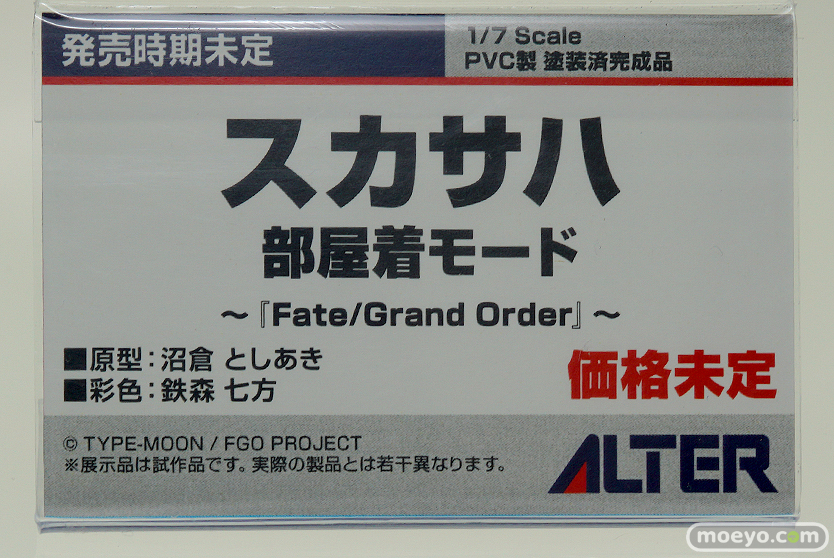 発売時期未定
1/7 Scale
PVC製 塗装済完成品
スカサハ
部屋着モード
～『Fate/Grand Order』～
■原型：沼倉 としあき
■彩色：鉄森 七方
価格未定
© TYPE-MOON / FGO PROJECT
※展示品は試作品です。実際の製品とは若干異なります。
ALTER
moeyo.com